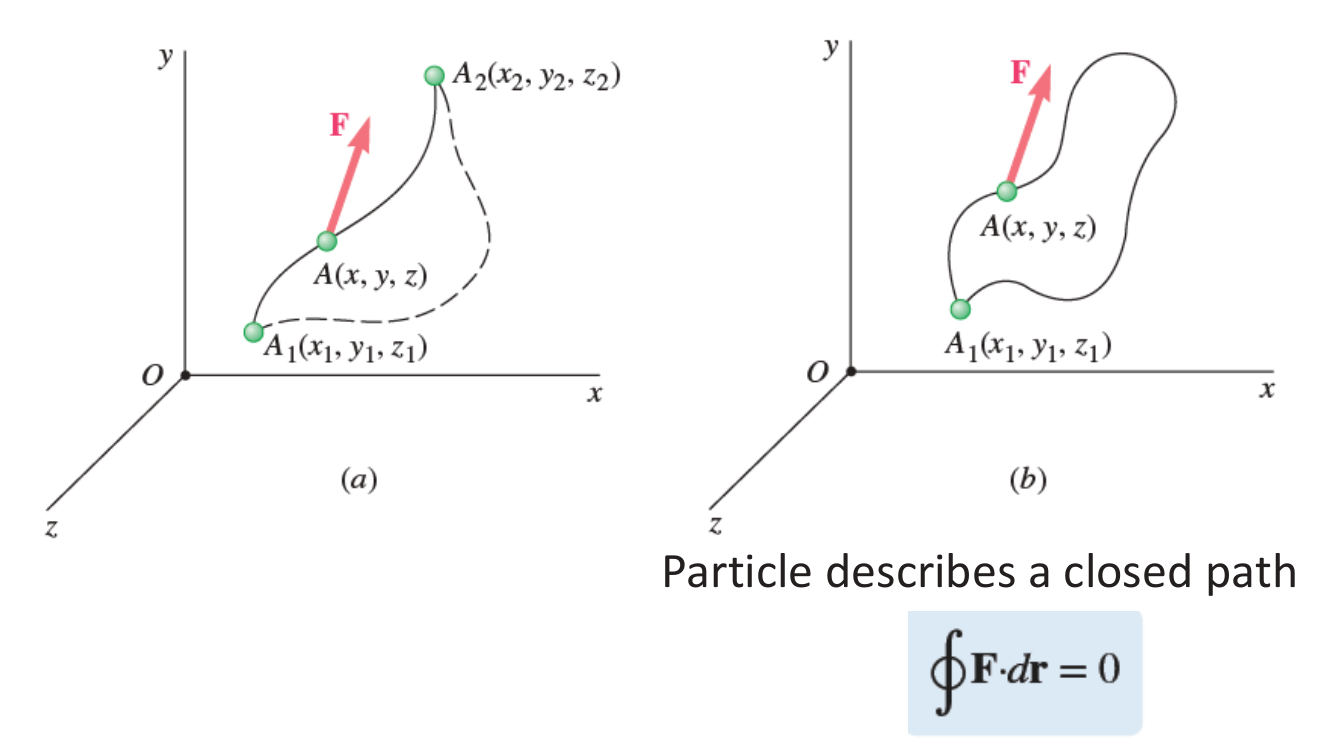 y
A₂(x₂, y₂, z₂)
F
A(x, y, z)
A₁(x₁, y₁, z₁)
O
x
z
(a)
y
F
A(x, y, z)
A₁(x₁, y₁, z₁)
O
x
z
(b)
Particle describes a closed path
∮F·dr = 0